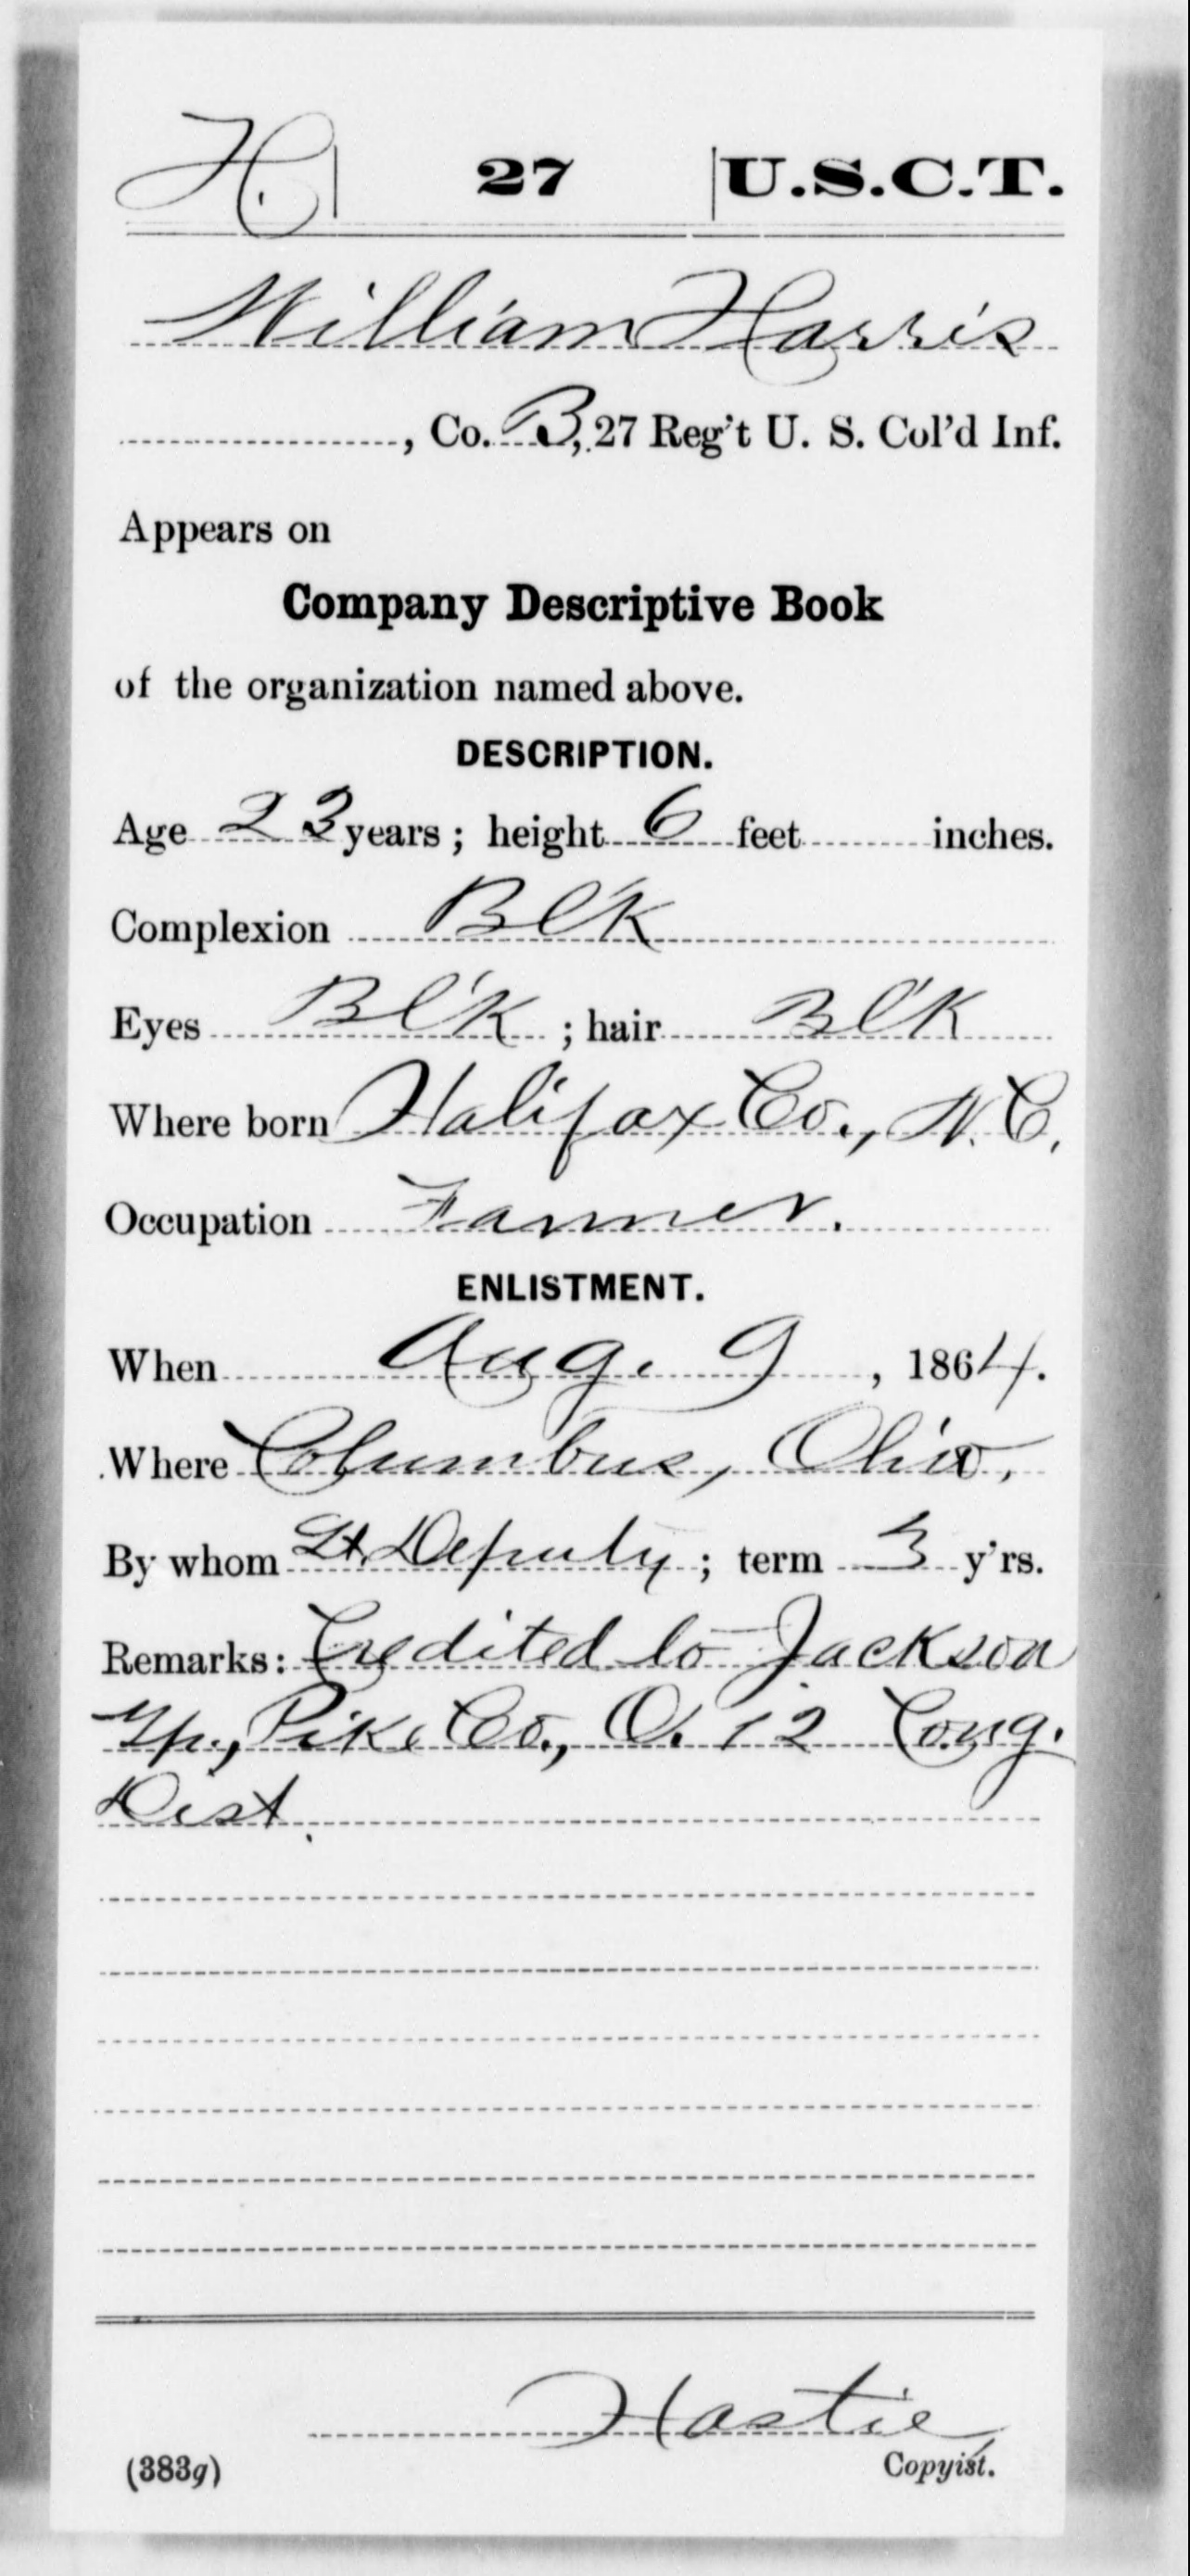 H. 27 U.S.C.T.
William Harris
, Co. B, 27 Reg't U. S. Col'd Inf.
Appears on
Company Descriptive Book
of the organization named above.
DESCRIPTION.
Age 23 years; height 6 feet inches.
Complexion Bl'k
Eyes Bl'k; hair Bl'k
Where born Halifax Co., N.C.
Occupation Farmer.
ENLISTMENT.
When Aug. 9, 1864.
Where Columbus, Ohio,
By whom Lt. Deputy; term 3 y'rs.
Remarks: Credited to Jackson
Tp., Pike Co., O. 12 Cong.
Dist.
Hastie
(383g) Copyist.